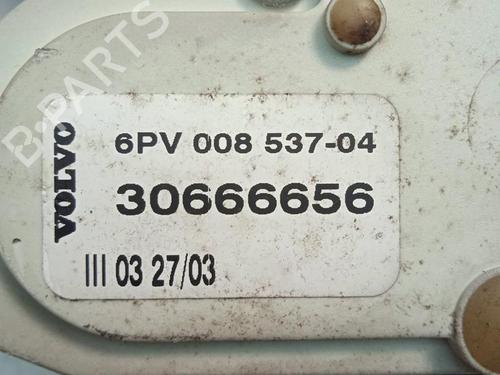 B-PARTS
VOLVO
6PV 008 537-04
30666656
III 03 27/03